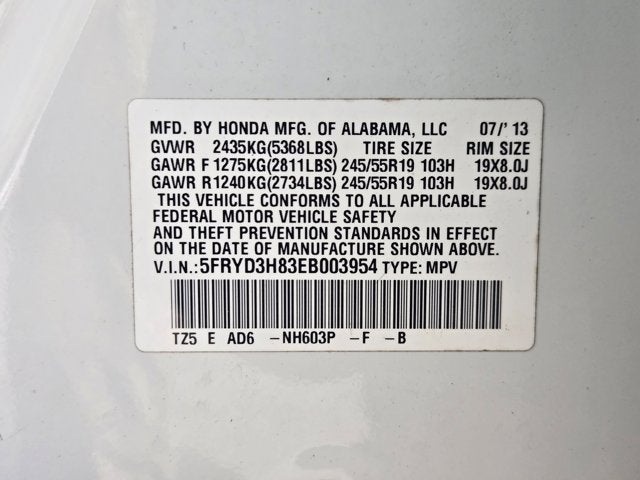 MFD. BY HONDA MFG. OF ALABAMA, LLC 07/'13
GVWR 2435KG(5368LBS) TIRE SIZE RIM SIZE
GAWR F 1275KG(2811LBS) 245/55R19 103H 19X8.0J
GAWR R 1240KG(2734LBS) 245/55R19 103H 19X8.0J
THIS VEHICLE CONFORMS TO ALL APPLICABLE
FEDERAL MOTOR VEHICLE SAFETY
AND THEFT PREVENTION STANDARDS IN EFFECT
ON THE DATE OF MANUFACTURE SHOWN ABOVE.
V.I.N.: 5FRYD3H83EB003954 TYPE: MPV
TZ5 E AD6 -NH603P -F -B